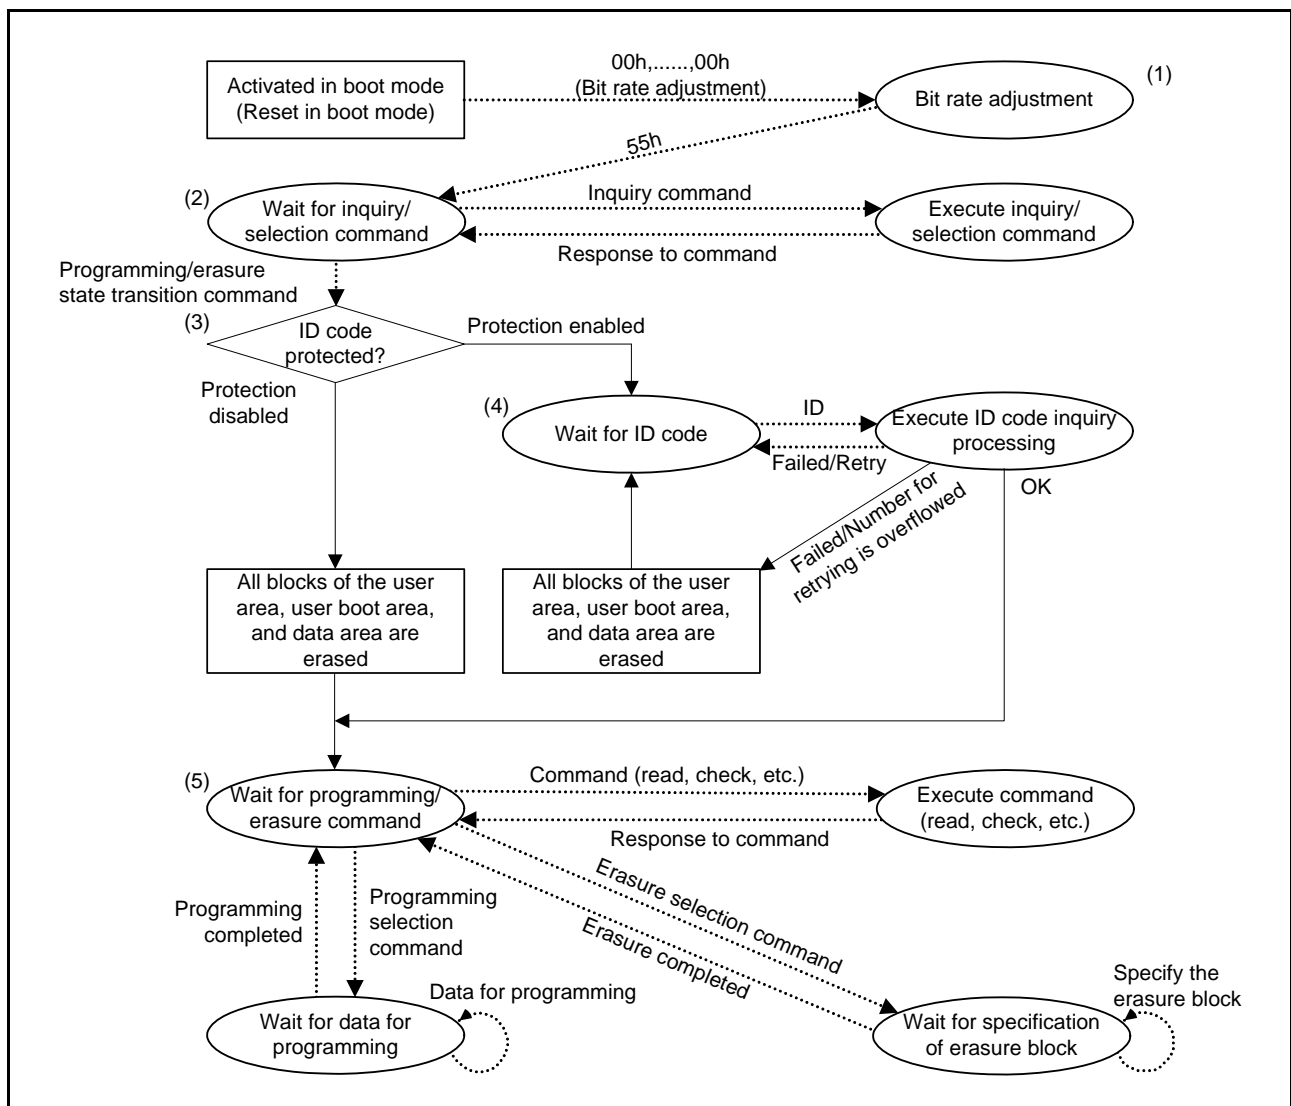 00h,......,00h
(Bit rate adjustment)
(1)
Activated in boot mode
(Reset in boot mode)
Bit rate adjustment
55h
(2)
Wait for inquiry/
selection command
Inquiry command
Response to command
Execute inquiry/
selection command
Programming/erasure
state transition command
(3)
ID code
protected?
Protection enabled
Protection
disabled
(4)
Wait for ID code
ID
Failed/Retry
Execute ID code inquiry
processing
OK
Failed/Number for
retrying is overflowed
All blocks of the user
area, user boot area,
and data area are
erased
All blocks of the user
area, user boot area,
and data area are
erased
(5)
Wait for programming/
erasure command
Command (read, check, etc.)
Response to command
Execute command
(read, check, etc.)
Programming
completed
Programming
selection
command
Erasure selection command
Erasure completed
Data for programming
Wait for data for
programming
Specify the
erasure block
Wait for specification
of erasure block